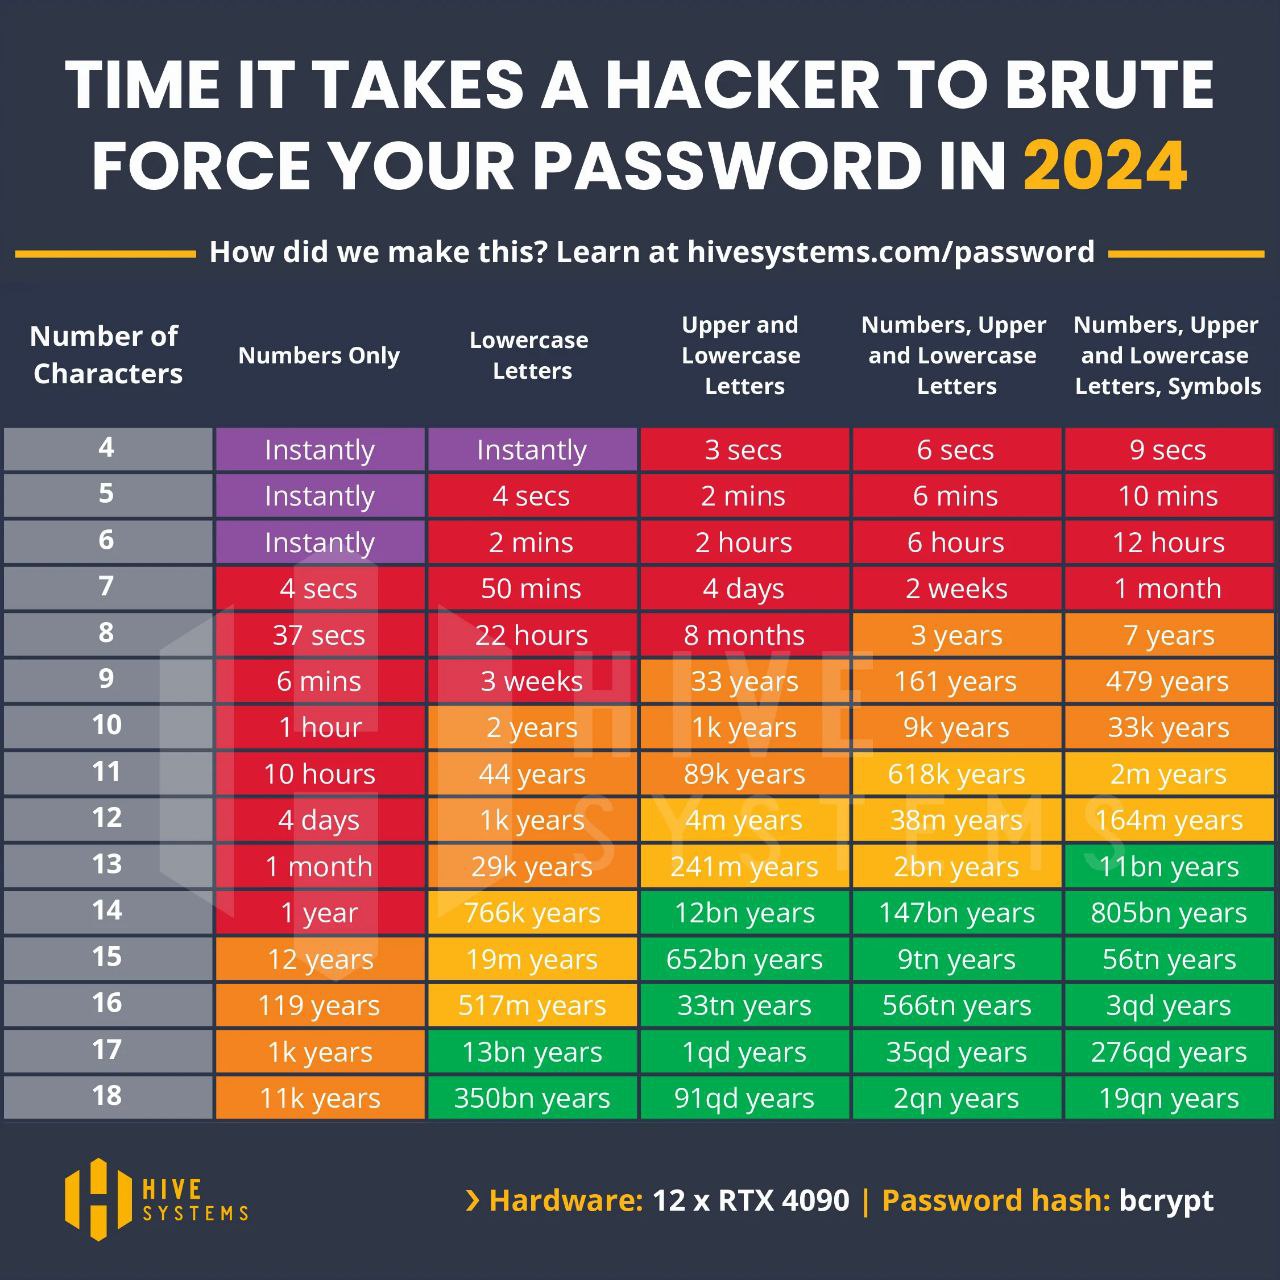 TIME IT TAKES A HACKER TO BRUTE
FORCE YOUR PASSWORD IN 2024
How did we make this? Learn at hivesystems.com/password
Number of Characters Numbers Only Lowercase Letters Upper and Lowercase Letters Numbers, Upper and Lowercase Letters Numbers, Upper and Lowercase Letters, Symbols
4 Instantly Instantly 3 secs 6 secs 9 secs
5 Instantly 4 secs 2 mins 6 mins 10 mins
6 Instantly 2 mins 2 hours 6 hours 12 hours
7 4 secs 50 mins 4 days 2 weeks 1 month
8 37 secs 22 hours 8 months 3 years 7 years
9 6 mins 3 weeks 33 years 161 years 479 years
10 1 hour 2 years 1k years 9k years 33k years
11 10 hours 44 years 89k years 618k years 2m years
12 4 days 1k years 4m years 38m years 164m years
13 1 month 29k years 241m years 2bn years 11bn years
14 1 year 766k years 12bn years 147bn years 805bn years
15 12 years 19m years 652bn years 9tn years 56tn years
16 119 years 517m years 33tn years 566tn years 3qd years
17 1k years 13bn years 1qd years 35qd years 276qd years
18 11k years 350bn years 91qd years 2qn years 19qn years
HIVE
SYSTEMS
HIVE
SYSTEMS
› Hardware: 12 x RTX 4090 | Password hash: bcrypt